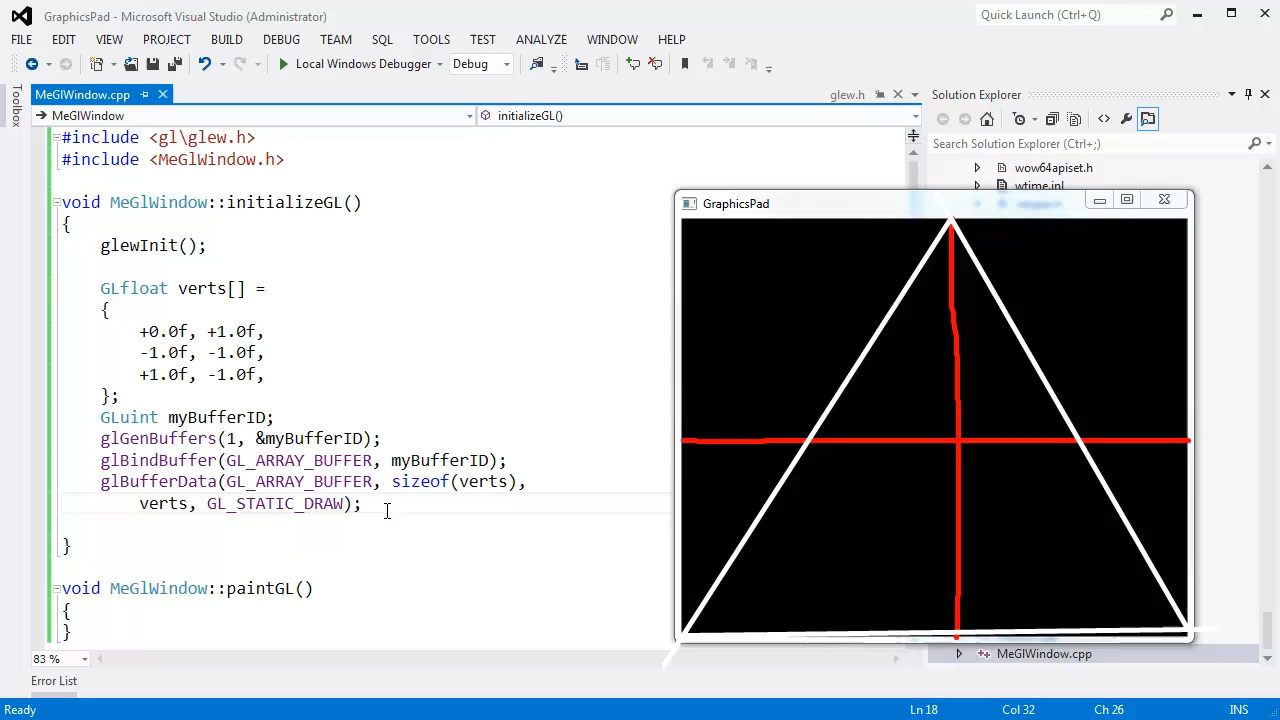 GraphicsPad - Microsoft Visual Studio (Administrator)
Quick Launch (Ctrl+Q)
FILE EDIT VIEW PROJECT BUILD DEBUG TEAM SQL TOOLS TEST ANALYZE WINDOW HELP
Local Windows Debugger Debug
Toolbox
MeGlWindow.cpp
glew.h
Solution Explorer
MeGlWindow
initializeGL()
Search Solution Explorer (Ctrl+;)
#include <gl\glew.h>
#include <MeGlWindow.h>
wow64apiset.h
wtime.inl
void MeGlWindow::initializeGL()
{
glewInit();
GLfloat verts[] =
{
+0.0f, +1.0f,
-1.0f, -1.0f,
+1.0f, -1.0f,
};
GLuint myBufferID;
glGenBuffers(1, &myBufferID);
glBindBuffer(GL_ARRAY_BUFFER, myBufferID);
glBufferData(GL_ARRAY_BUFFER, sizeof(verts),
verts, GL_STATIC_DRAW);
}
void MeGlWindow::paintGL()
{
}
GraphicsPad
83 %
MeGlWindow.cpp
Error List
Ready
Ln 18
Col 32
Ch 26
INS